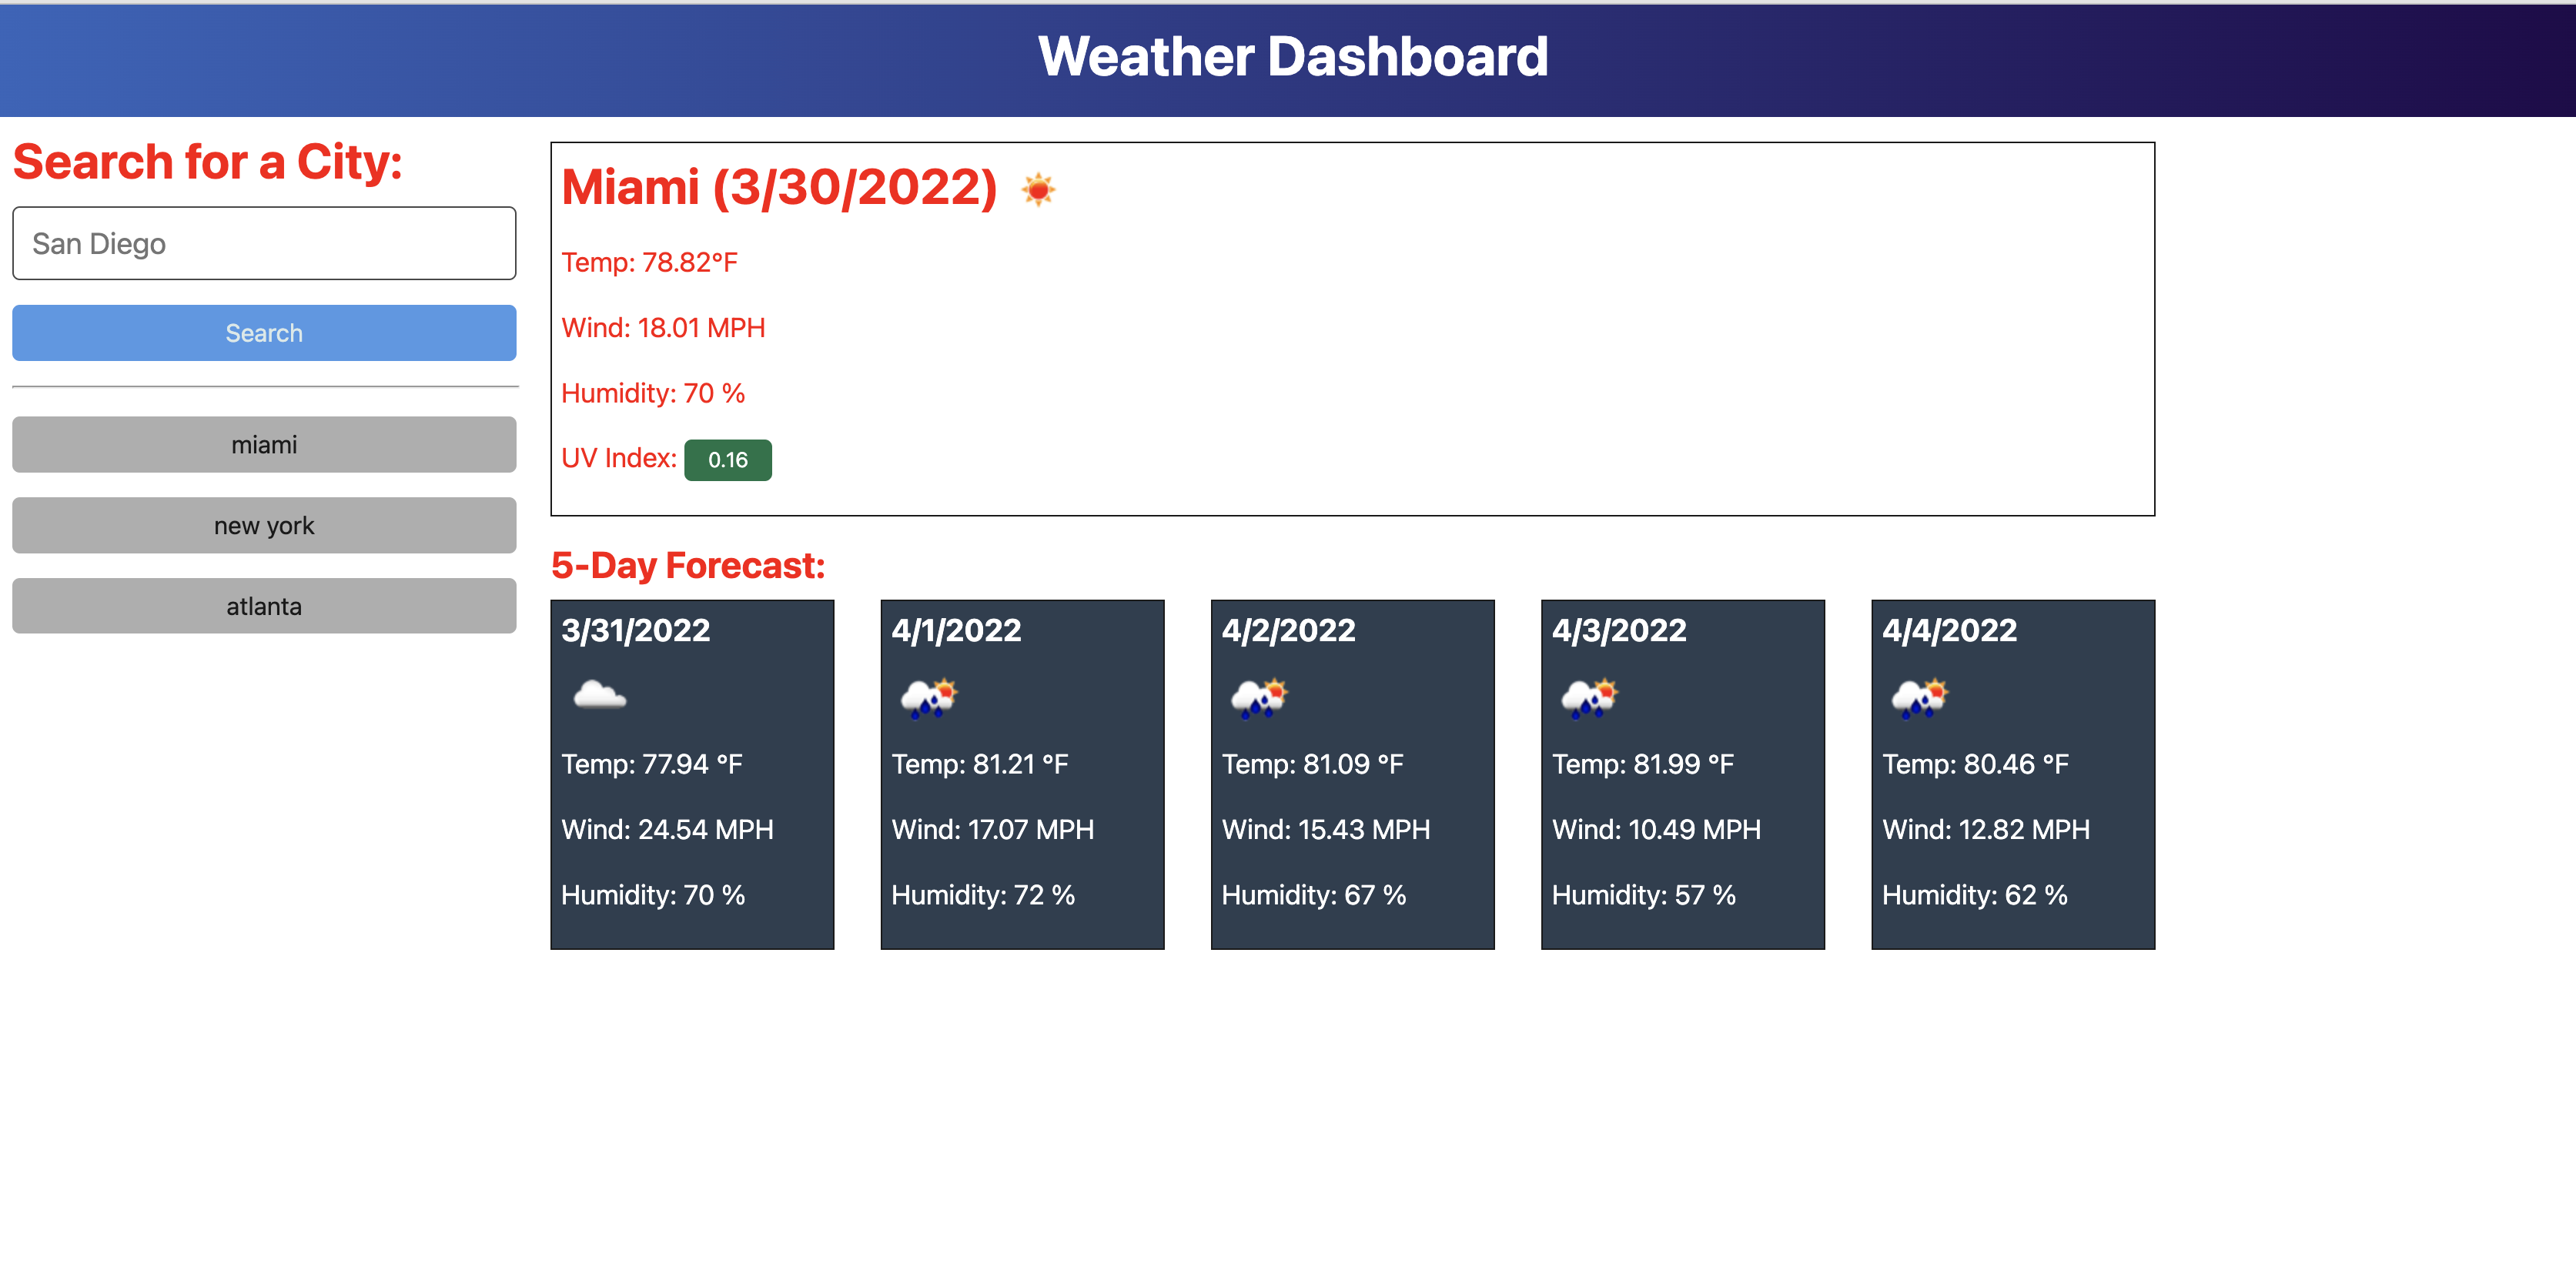 Weather Dashboard
Search for a City:
San Diego
Search
miami
new york
atlanta
Miami (3/30/2022)
Temp: 78.82°F
Wind: 18.01 MPH
Humidity: 70 %
UV Index: 0.16
5-Day Forecast:
3/31/2022
Temp: 77.94 °F
Wind: 24.54 MPH
Humidity: 70 %
4/1/2022
Temp: 81.21 °F
Wind: 17.07 MPH
Humidity: 72 %
4/2/2022
Temp: 81.09 °F
Wind: 15.43 MPH
Humidity: 67 %
4/3/2022
Temp: 81.99 °F
Wind: 10.49 MPH
Humidity: 57 %
4/4/2022
Temp: 80.46 °F
Wind: 12.82 MPH
Humidity: 62 %